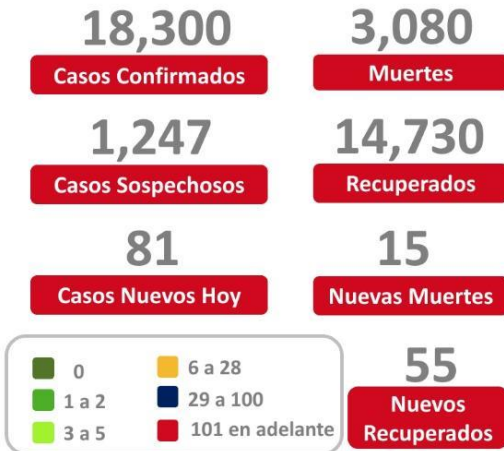 18,300
Casos Confirmados
3,080
Muertes
1,247
Casos Sospechosos
14,730
Recuperados
81
Casos Nuevos Hoy
15
Nuevas Muertes
0
1 a 2
3 a 5
6 a 28
29 a 100
101 en adelante
55
Nuevos
Recuperados